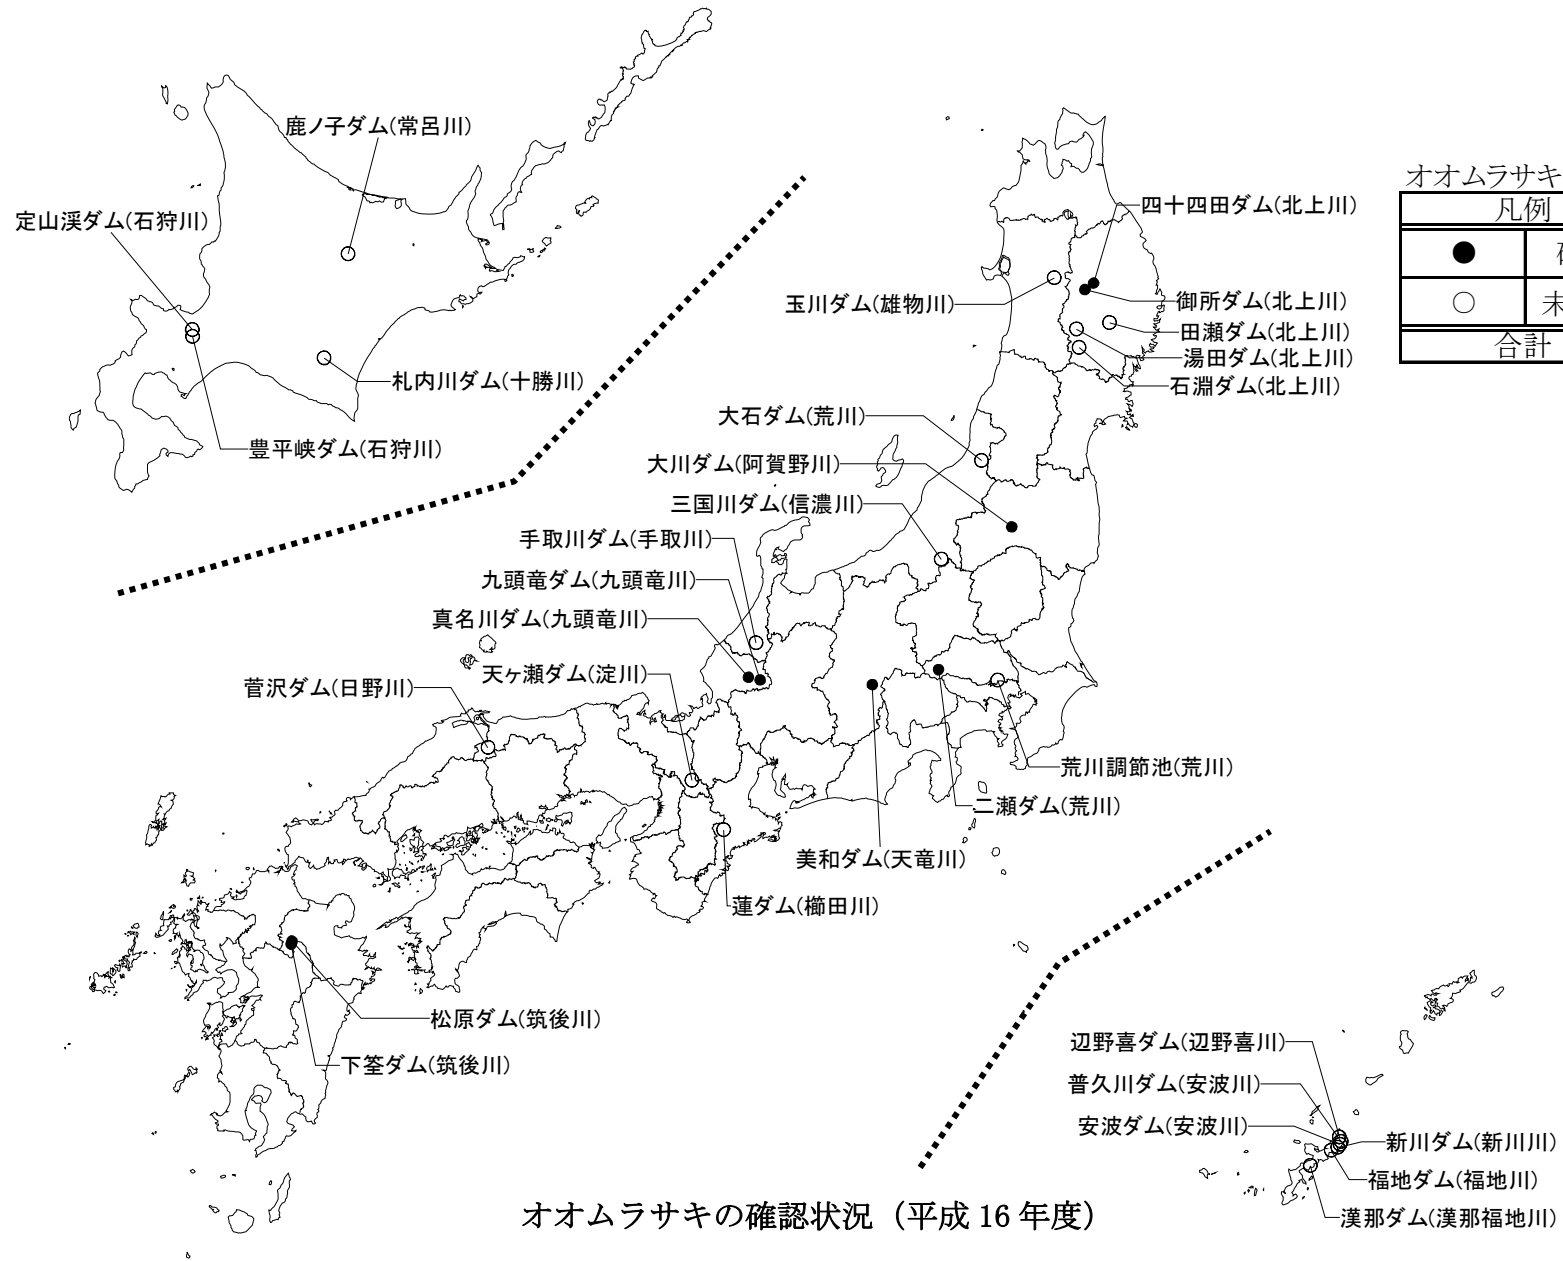 鹿ノ子ダム(常呂川)
定山渓ダム(石狩川)
札内川ダム(十勝川)
豊平峡ダム(石狩川)
四十四田ダム(北上川)
玉川ダム(雄物川)
御所ダム(北上川)
田瀬ダム(北上川)
湯田ダム(北上川)
石淵ダム(北上川)
大石ダム(荒川)
大川ダム(阿賀野川)
三国川ダム(信濃川)
手取川ダム(手取川)
九頭竜ダム(九頭竜川)
真名川ダム(九頭竜川)
天ヶ瀬ダム(淀川)
菅沢ダム(日野川)
荒川調節池(荒川)
二瀬ダム(荒川)
美和ダム(天竜川)
蓮ダム(櫛田川)
松原ダム(筑後川)
下筌ダム(筑後川)
辺野喜ダム(辺野喜川)
普久川ダム(安波川)
安波ダム(安波川)
新川ダム(新川川)
福地ダム(福地川)
漢那ダム(漢那福地川)
オオムラサキ
凡例
●
○ 未
合計
オオムラサキの確認状況（平成 16 年度）